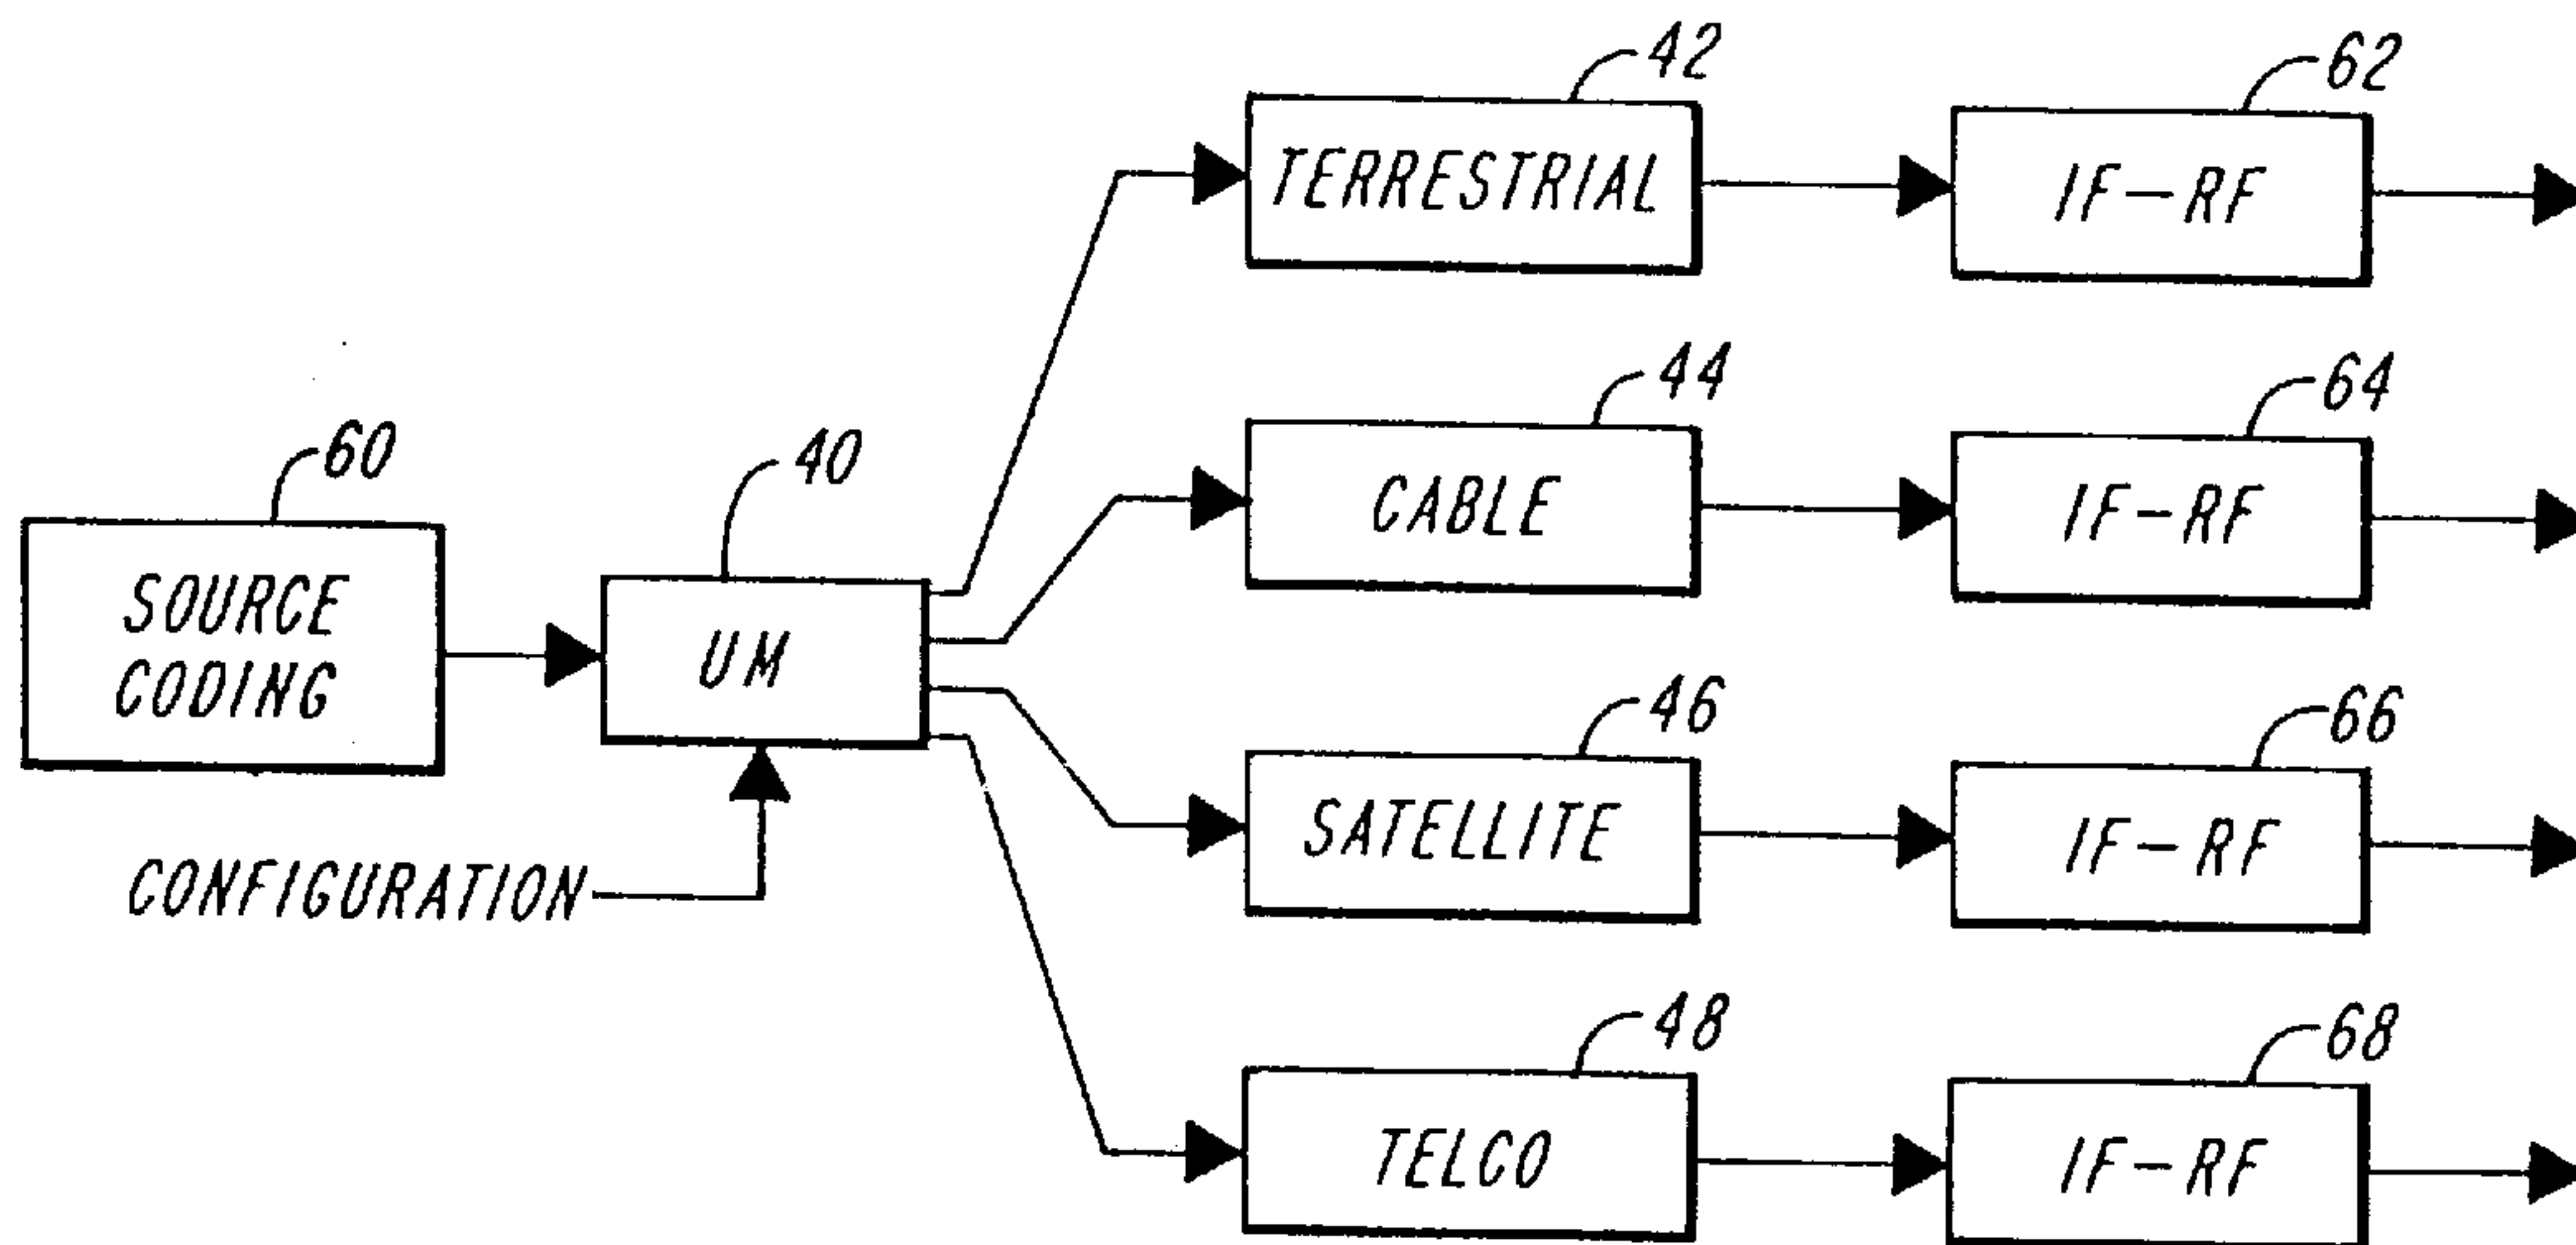 42
62
TERRESTRIAL
IF-RF
44
64
60
40
CABLE
IF-RF
SOURCE
CODING
UM
46
66
CONFIGURATION
SATELLITE
IF-RF
48
68
TELCO
IF-RF